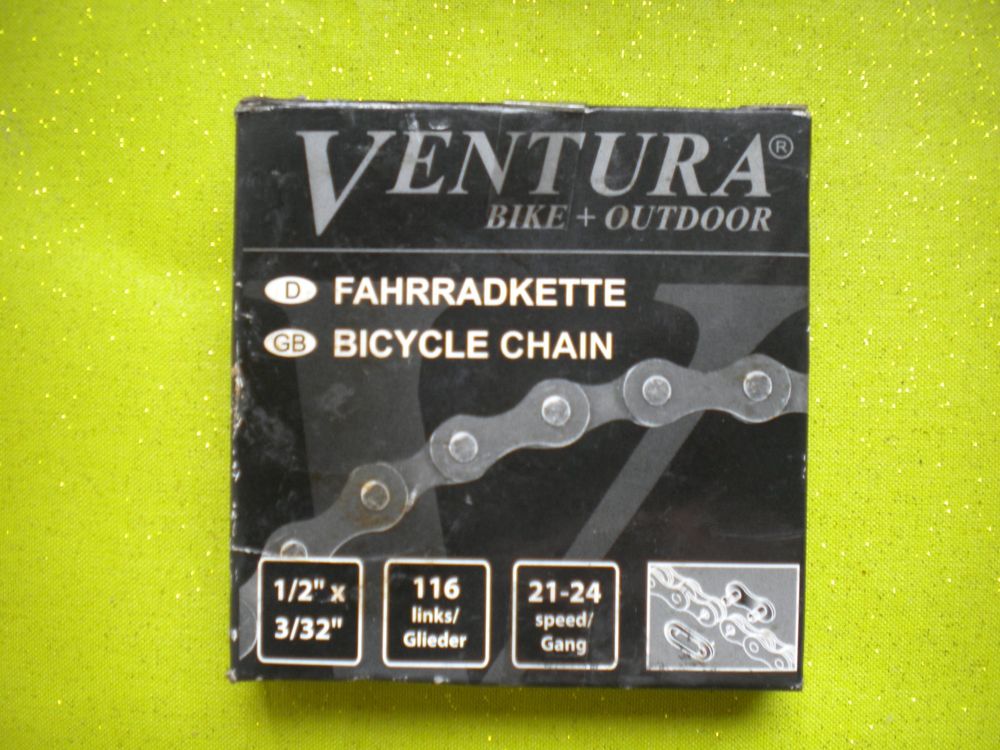 VENTURA®
BIKE + OUTDOOR
D FAHRRADKETTE
GB BICYCLE CHAIN
1/2" x
3/32"
116
links/
Glieder
21-24
speed/
Gang